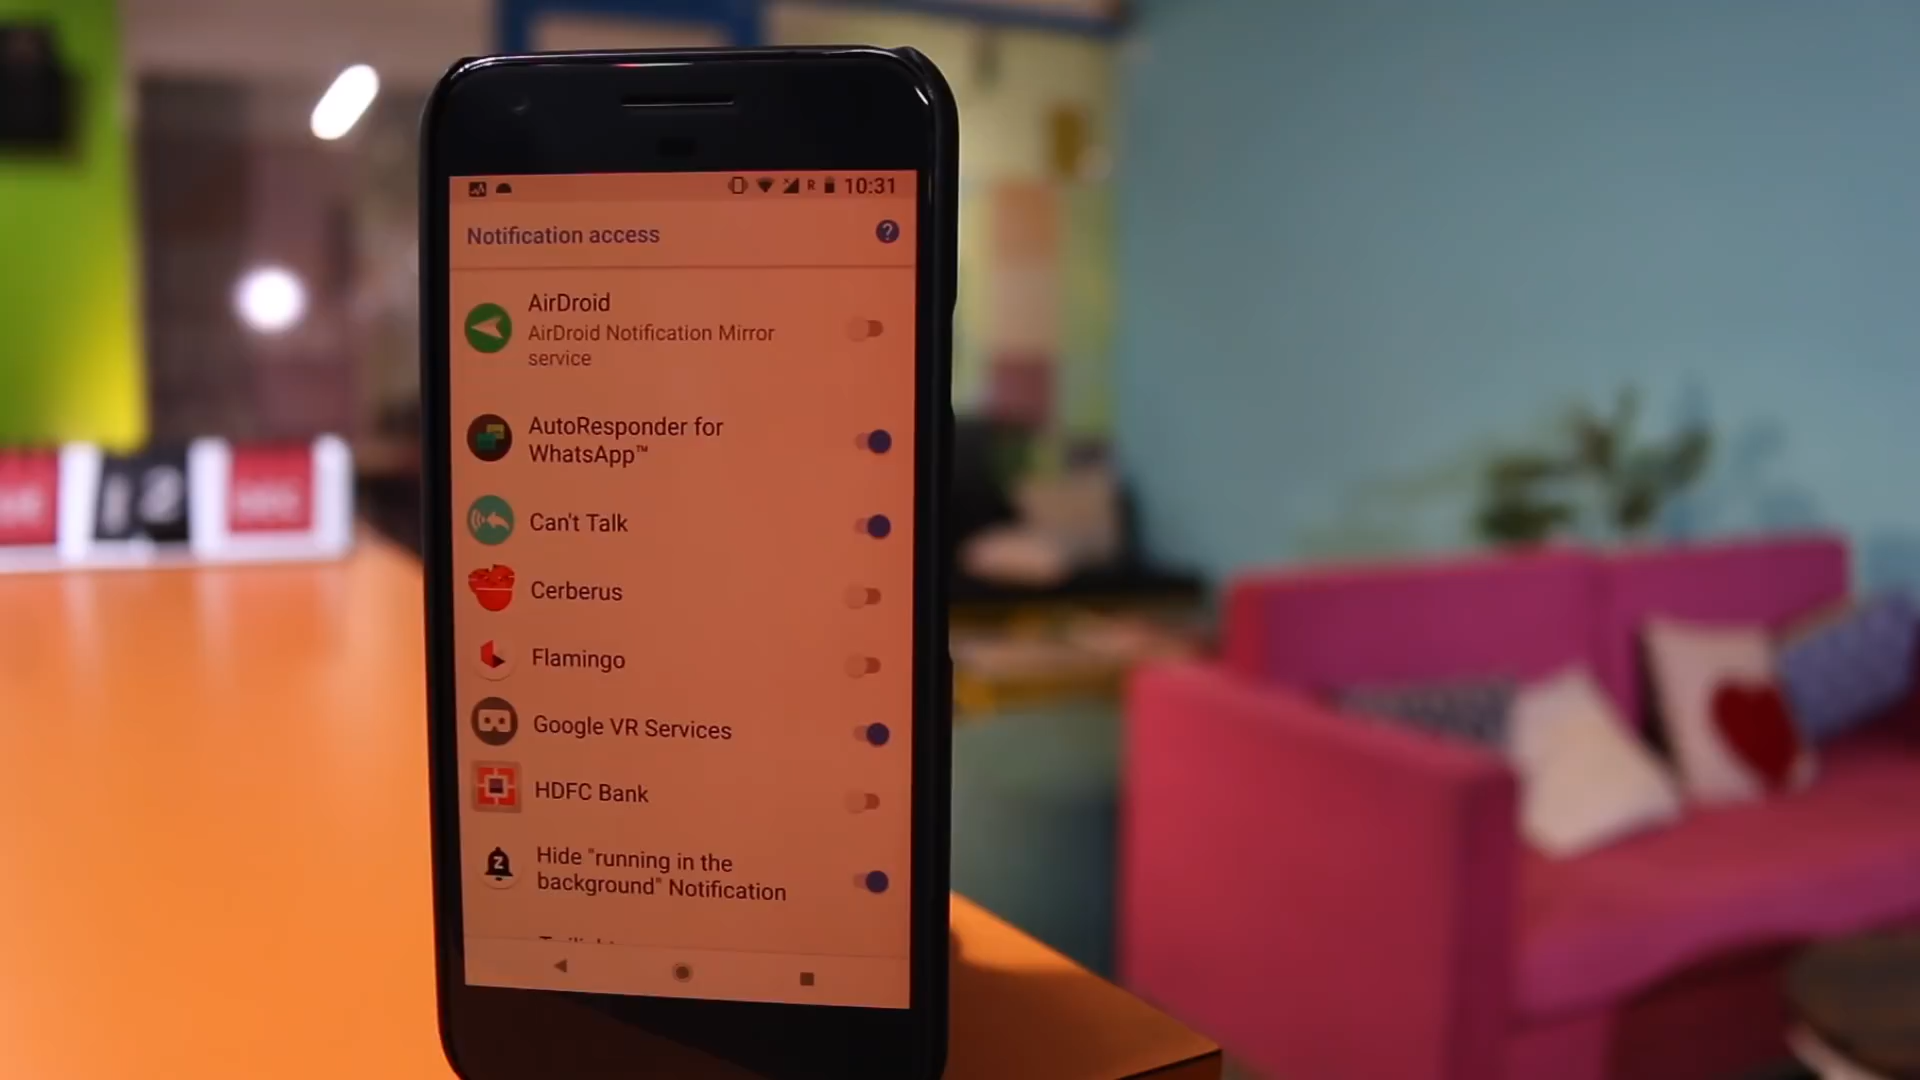 R 10:31
Notification access
?
AirDroid
AirDroid Notification Mirror
service
AutoResponder for
WhatsApp™
Can't Talk
Cerberus
Flamingo
Google VR Services
HDFC Bank
Z
Hide "running in the
background" Notification